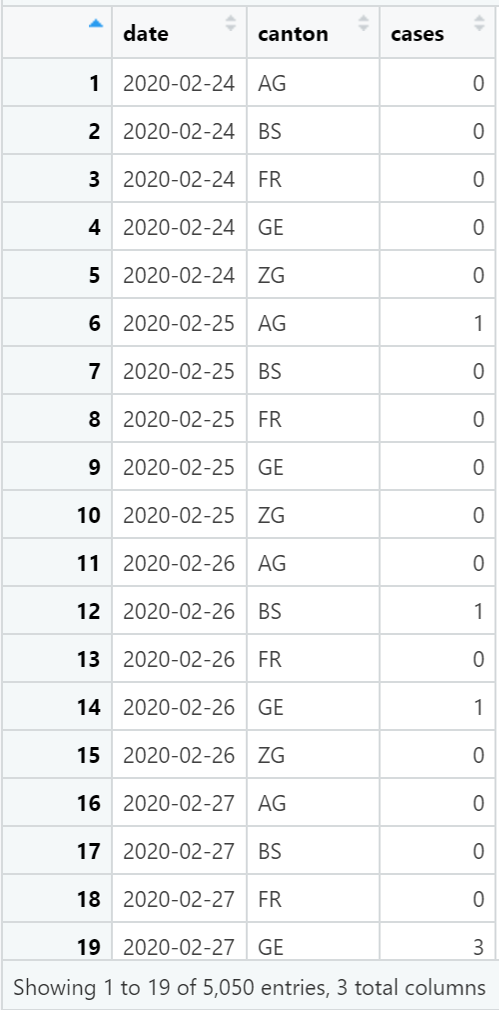 date canton cases
1 2020-02-24 AG 0
2 2020-02-24 BS 0
3 2020-02-24 FR 0
4 2020-02-24 GE 0
5 2020-02-24 ZG 0
6 2020-02-25 AG 1
7 2020-02-25 BS 0
8 2020-02-25 FR 0
9 2020-02-25 GE 0
10 2020-02-25 ZG 0
11 2020-02-26 AG 0
12 2020-02-26 BS 1
13 2020-02-26 FR 0
14 2020-02-26 GE 1
15 2020-02-26 ZG 0
16 2020-02-27 AG 0
17 2020-02-27 BS 0
18 2020-02-27 FR 0
19 2020-02-27 GE 3
Showing 1 to 19 of 5,050 entries, 3 total columns